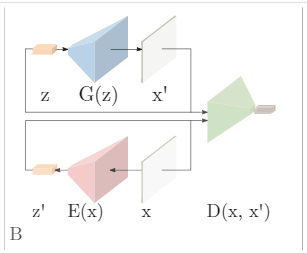 z G(z) x'
z' E(x) x D(x, x')
B